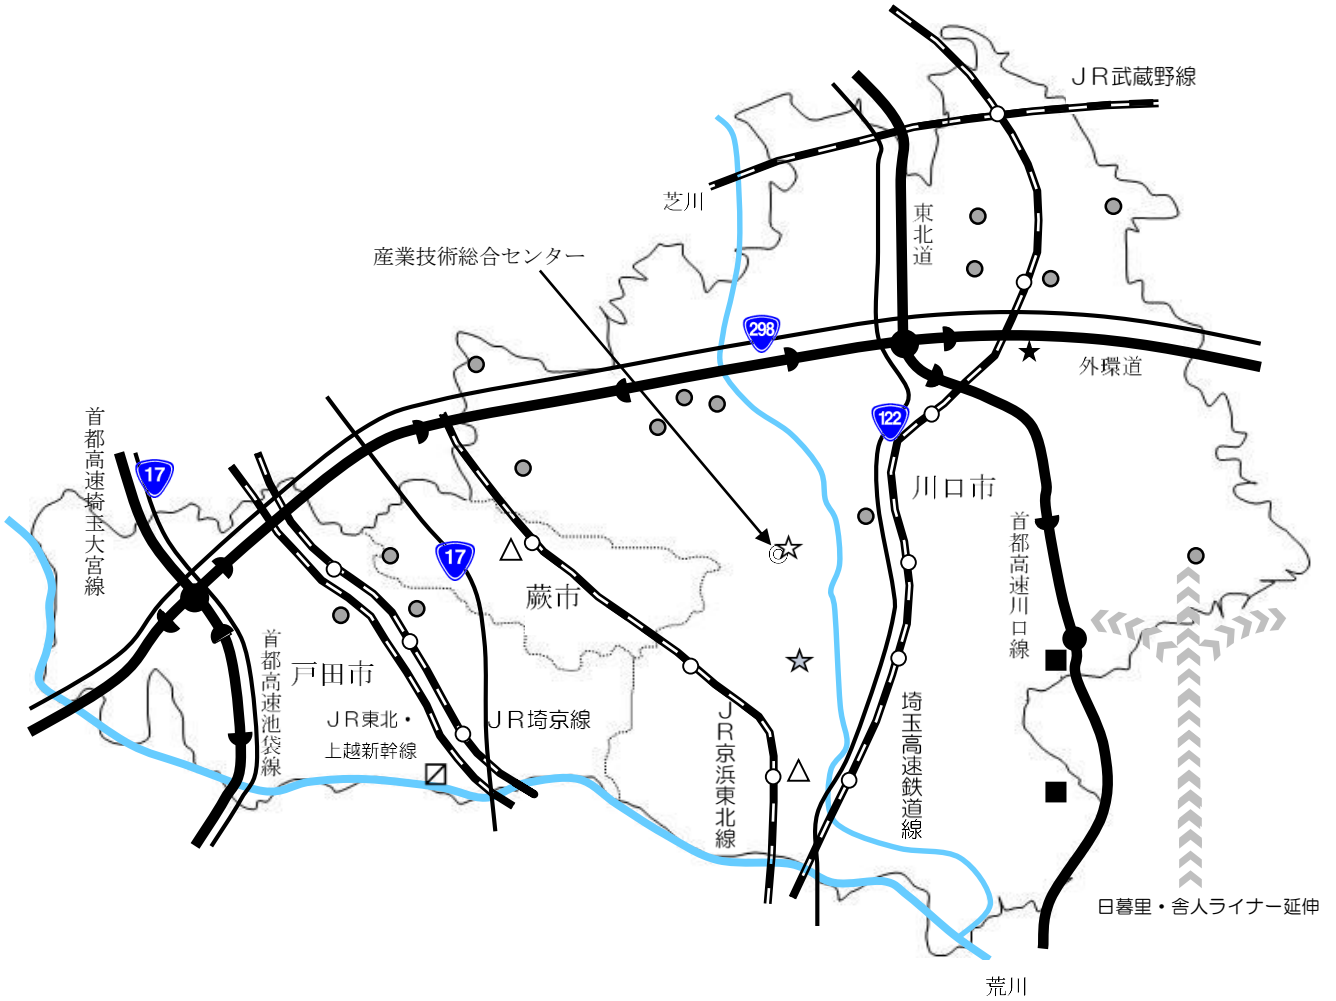 ＪＲ武蔵野線
芝川
東北道
産業技術総合センター
298
外環道
首都高速埼玉大宮線
17
122
川口市
首都高速川口線
17
蕨市
首都高速池袋線
戸田市
ＪＲ東北・
上越新幹線
ＪＲ埼京線
ＪＲ京浜東北線
埼玉高速鉄道線
日暮里・舎人ライナー延伸
荒川